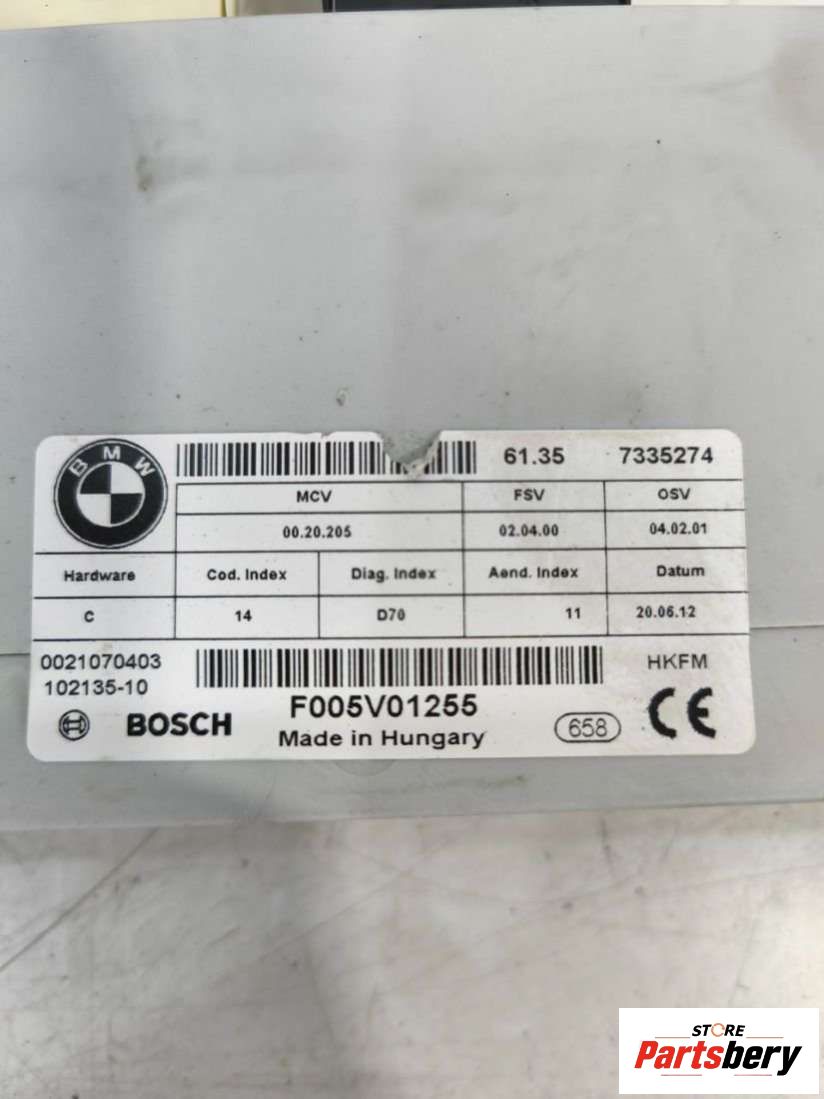 BMW
61.35 7335274
MCV FSV OSV
00.20.205 02.04.00 04.02.01
Hardware Cod. Index Diag. Index Aend. Index Datum
C 14 D70 11 20.06.12
0021070403 HKFM
102135-10
BOSCH F005V01255 658 CE
Made in Hungary
STORE
Partsbery